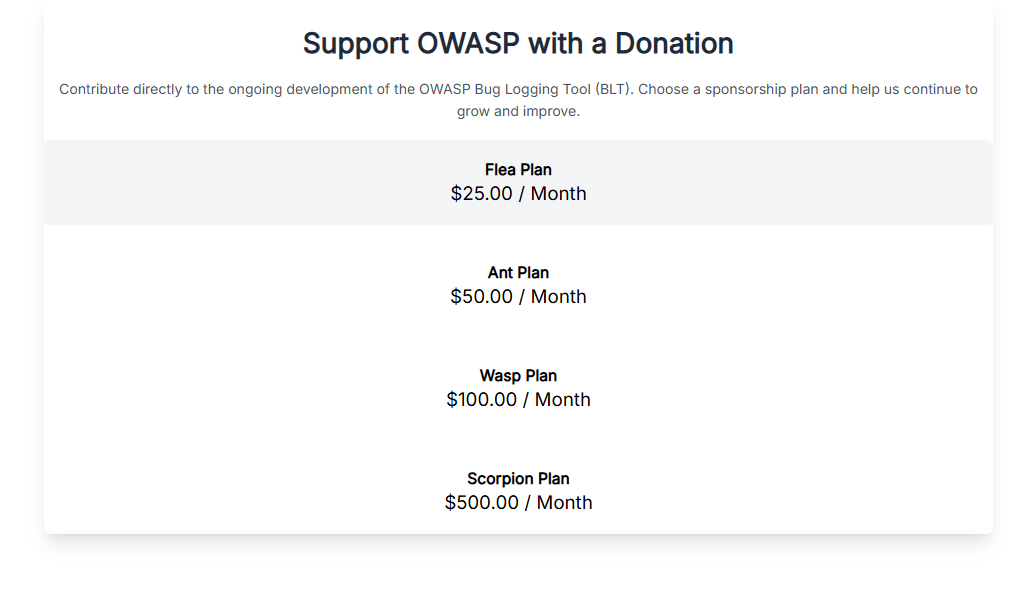 Support OWASP with a Donation
Contribute directly to the ongoing development of the OWASP Bug Logging Tool (BLT). Choose a sponsorship plan and help us continue to
grow and improve.
Flea Plan
$25.00 / Month
Ant Plan
$50.00 / Month
Wasp Plan
$100.00 / Month
Scorpion Plan
$500.00 / Month